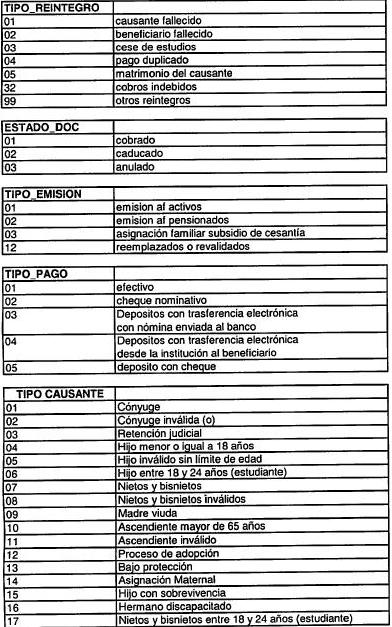 TIPO_REINTEGRO
01 causante fallecido
02 beneficiario fallecido
03 cese de estudios
04 pago duplicado
05 matrimonio del causante
32 cobros indebidos
99 otros reintegros
ESTADO_DOC
01 cobrado
02 caducado
03 anulado
TIPO_EMISION
01 emision af activos
02 emision af pensionados
03 asignación familiar subsidio de cesantía
12 reemplazados o revalidados
TIPO_PAGO
01 efectivo
02 cheque nominativo
03 Depositos con trasferencia electrónica
con nómina enviada al banco
04 Depositos con trasferencia electrónica
desde la institución al beneficiario
05 deposito con cheque
TIPO CAUSANTE
01 Cónyuge
02 Cónyuge inválida (o)
03 Retención judicial
04 Hijo menor o igual a 18 años
05 Hijo inválido sin límite de edad
06 Hijo entre 18 y 24 años (estudiante)
07 Nietos y bisnietos
08 Nietos y bisnietos inválidos
09 Madre viuda
10 Ascendiente mayor de 65 años
11 Ascendiente inválido
12 Proceso de adopción
13 Bajo protección
14 Asignación Maternal
15 Hijo con sobrevivencia
16 Hermano discapacitado
17 Nietos y bisnietos entre 18 y 24 años (estudiante)